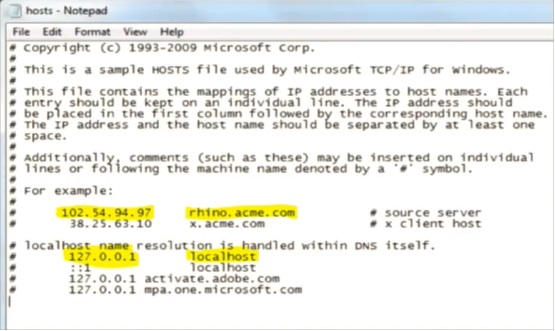 hosts - Notepad
File Edit Format View Help
# Copyright (c) 1993-2009 Microsoft Corp.
#
# This is a sample HOSTS file used by Microsoft TCP/IP for Windows.
#
# This file contains the mappings of IP addresses to host names. Each
# entry should be kept on an individual line. The IP address should
# be placed in the first column followed by the corresponding host name.
# The IP address and the host name should be separated by at least one
# space.
#
# Additionally, comments (such as these) may be inserted on individual
# lines or following the machine name denoted by a '#' symbol.
#
# For example:
#
# 102.54.94.97 rhino.acme.com # source server
# 38.25.63.10 x.acme.com # x client host
#
# localhost name resolution is handled within DNS itself.
# 127.0.0.1 localhost
# ::1 localhost
# 127.0.0.1 activate.adobe.com
# 127.0.0.1 mpa.one.microsoft.com